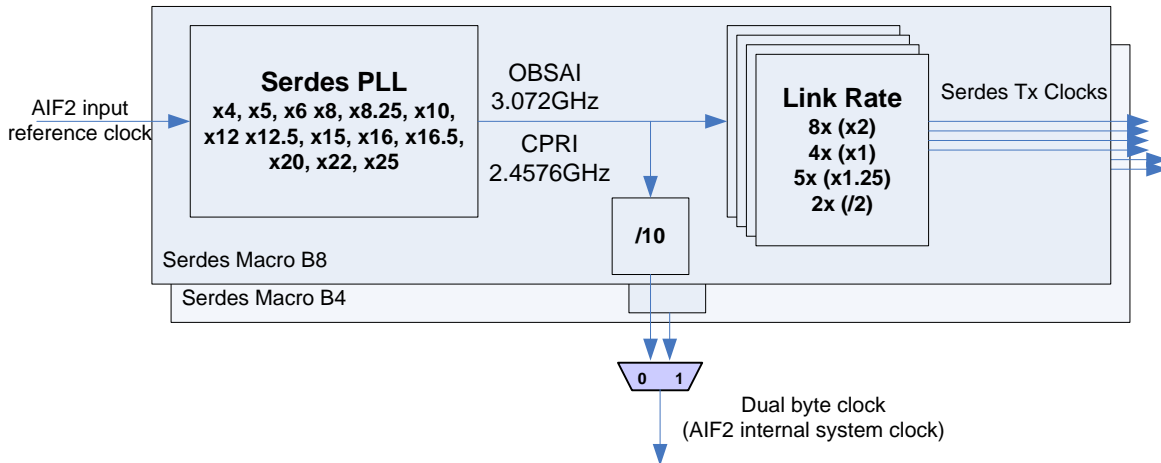 AIF2 input
reference clock
Serdes PLL
x4, x5, x6 x8, x8.25, x10,
x12 x12.5, x15, x16, x16.5,
x20, x22, x25
OBSAI
3.072GHz
CPRI
2.4576GHz
/10
Link Rate
8x (x2)
4x (x1)
5x (x1.25)
2x (/2)
Serdes Tx Clocks
Serdes Macro B8
Serdes Macro B4
0 1
Dual byte clock
(AIF2 internal system clock)